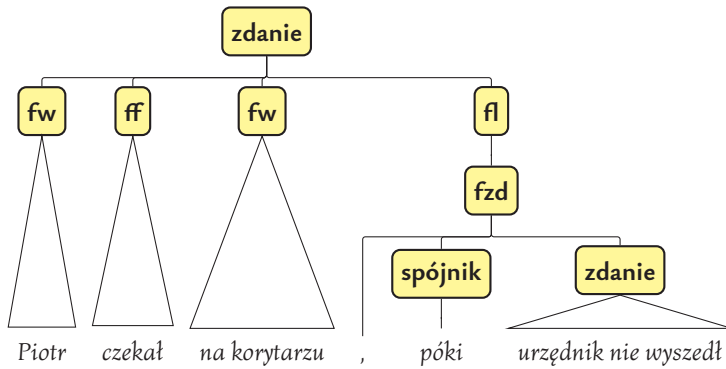 zdanie
fw ff fw fl
fzd
spójnik zdanie
Piotr czekał na korytarzu , póki urzędnik nie wyszedł